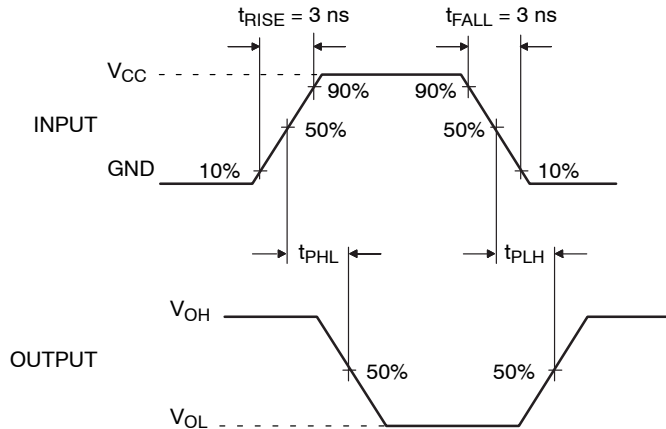 tRISE = 3 ns
tFALL = 3 ns
VCC
90%
90%
INPUT
50%
50%
GND
10%
10%
tPHL
tPLH
VOH
OUTPUT
50%
50%
VOL